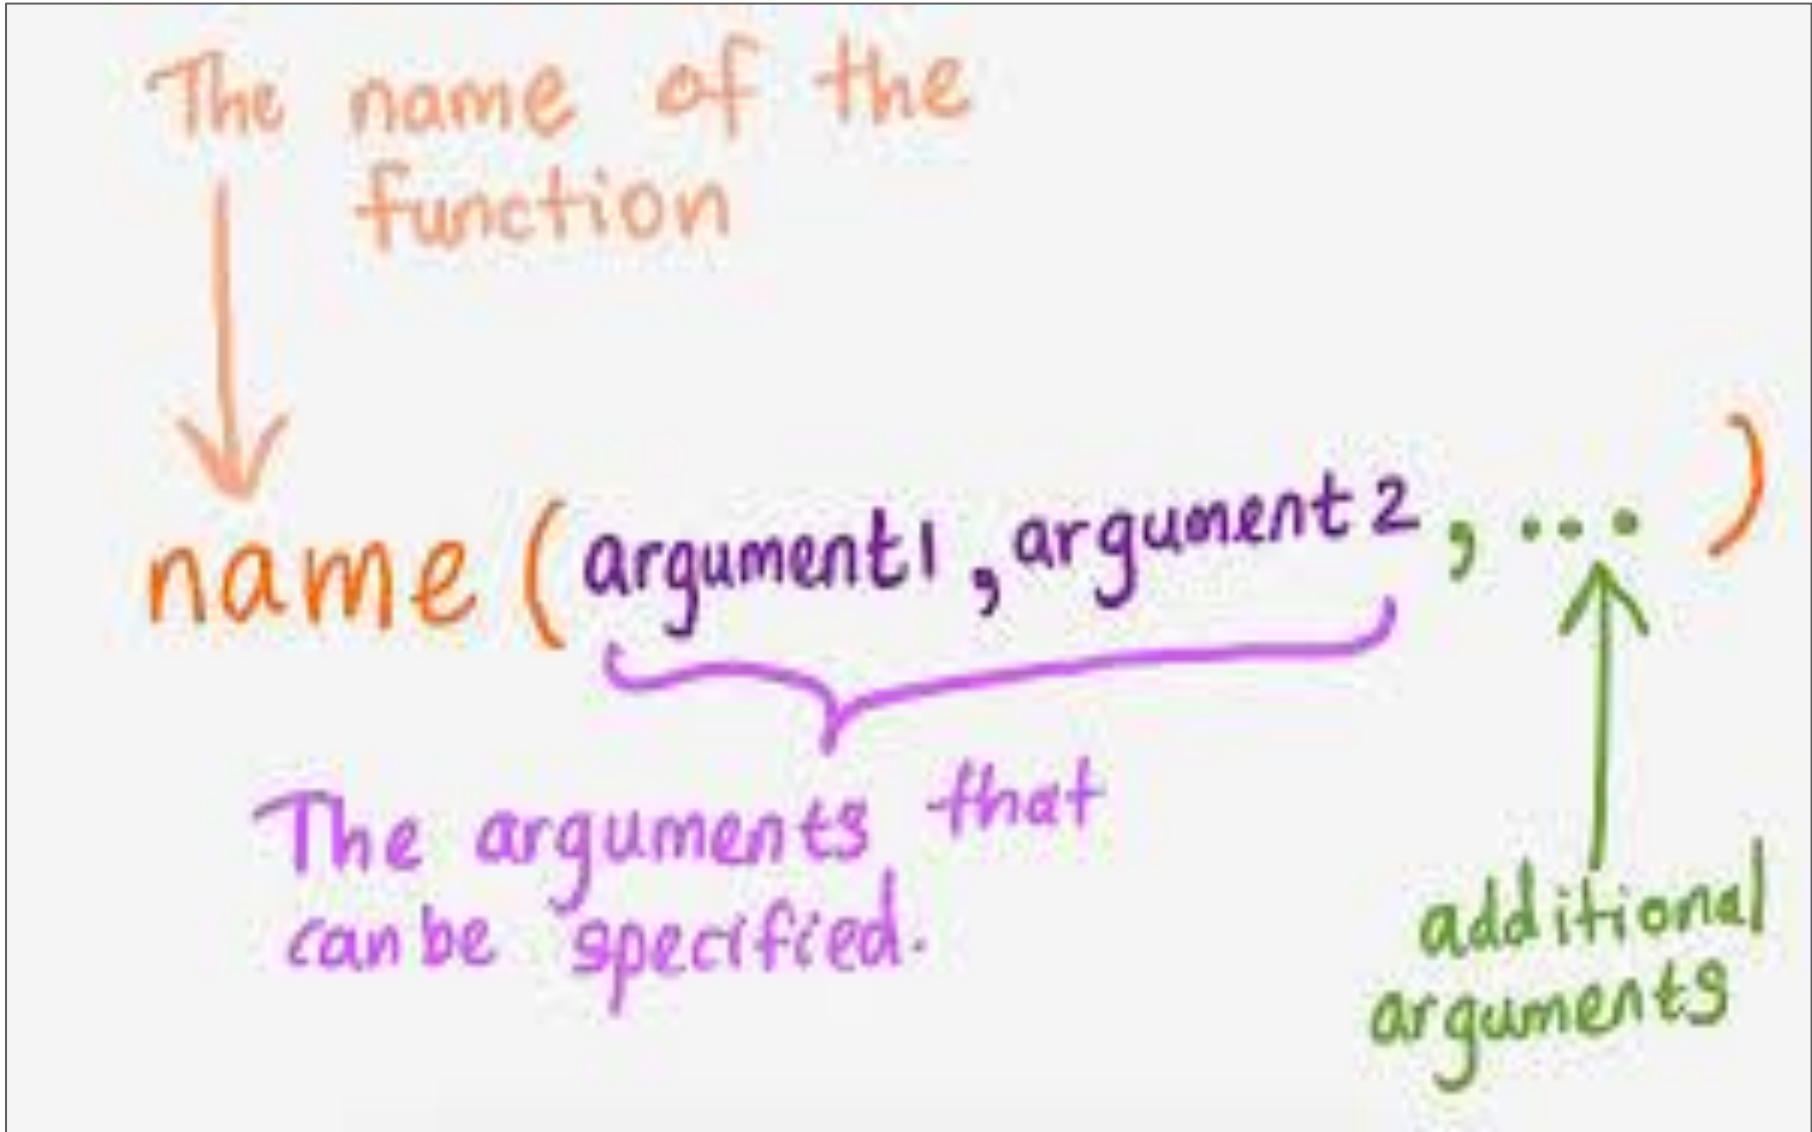 The name of the
function
name (argument1, argument2, ... )
The arguments that
can be specified.
additional
arguments